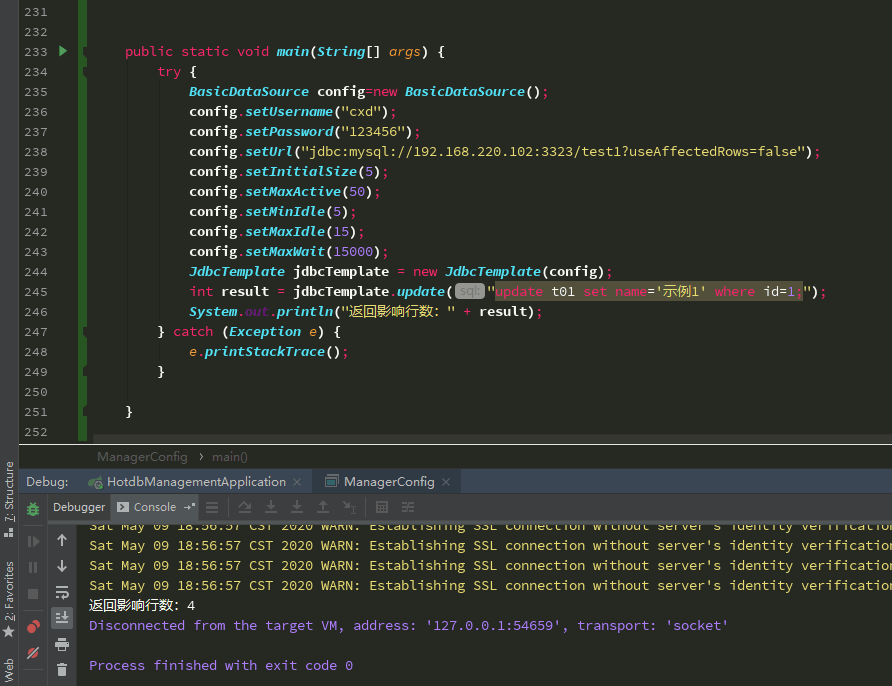 231
232
233 public static void main(String[] args) {
234 try {
235 BasicDataSource config=new BasicDataSource();
236 config.setUsername("cxd");
237 config.setPassword("123456");
238 config.setUrl("jdbc:mysql://192.168.220.102:3323/test1?useAffectedRows=false");
239 config.setInitialSize(5);
240 config.setMaxActive(50);
241 config.setMinIdle(5);
242 config.setMaxIdle(15);
243 config.setMaxWait(15000);
244 JdbcTemplate jdbcTemplate = new JdbcTemplate(config);
245 int result = jdbcTemplate.update( sql: "update t01 set name='示例1' where id=1;");
246 System.out.println("返回影响行数：" + result);
247 } catch (Exception e) {
248 e.printStackTrace();
249 }
250
251 }
252
ManagerConfig › main()
Debug: HotdbManagementApplication × ManagerConfig ×
Debugger Console
7: Structure
2: Favorites
Web
Sat May 09 18:56:57 CST 2020 WARN: Establishing SSL connection without server's identity verification
Sat May 09 18:56:57 CST 2020 WARN: Establishing SSL connection without server's identity verification
Sat May 09 18:56:57 CST 2020 WARN: Establishing SSL connection without server's identity verification
Sat May 09 18:56:57 CST 2020 WARN: Establishing SSL connection without server's identity verification
返回影响行数：4
Disconnected from the target VM, address: '127.0.0.1:54659', transport: 'socket'
Process finished with exit code 0